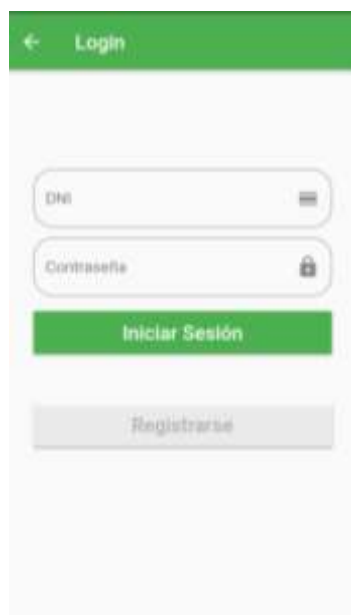 Login
DNI
Contraseña
Iniciar Sesión
Registrarse